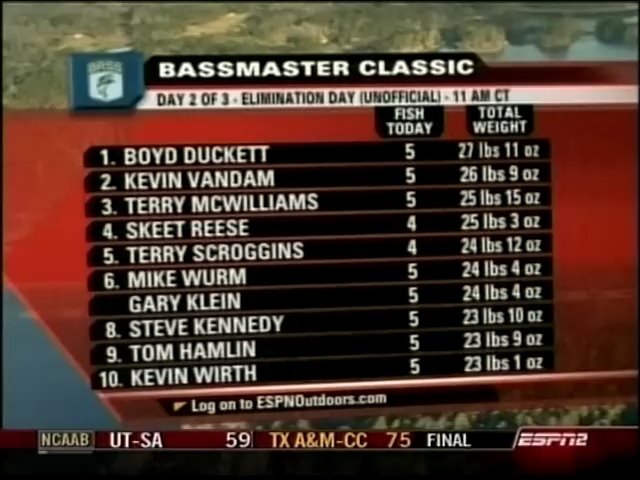 BASS
BASSMASTER CLASSIC
DAY 2 OF 3 - ELIMINATION DAY (UNOFFICIAL) - 11 AM CT
FISH TODAY TOTAL WEIGHT
1. BOYD DUCKETT 5 27 lbs 11 oz
2. KEVIN VANDAM 5 26 lbs 9 oz
3. TERRY MCWILLIAMS 5 25 lbs 15 oz
4. SKEET REESE 4 25 lbs 3 oz
5. TERRY SCROGGINS 4 24 lbs 12 oz
6. MIKE WURM 5 24 lbs 4 oz
GARY KLEIN 5 24 lbs 4 oz
8. STEVE KENNEDY 5 23 lbs 10 oz
9. TOM HAMLIN 5 23 lbs 9 oz
10. KEVIN WIRTH 5 23 lbs 1 oz
Log on to ESPNOutdoors.com
NCAAB UT-SA 59 TX A&M-CC 75 FINAL ESPN2